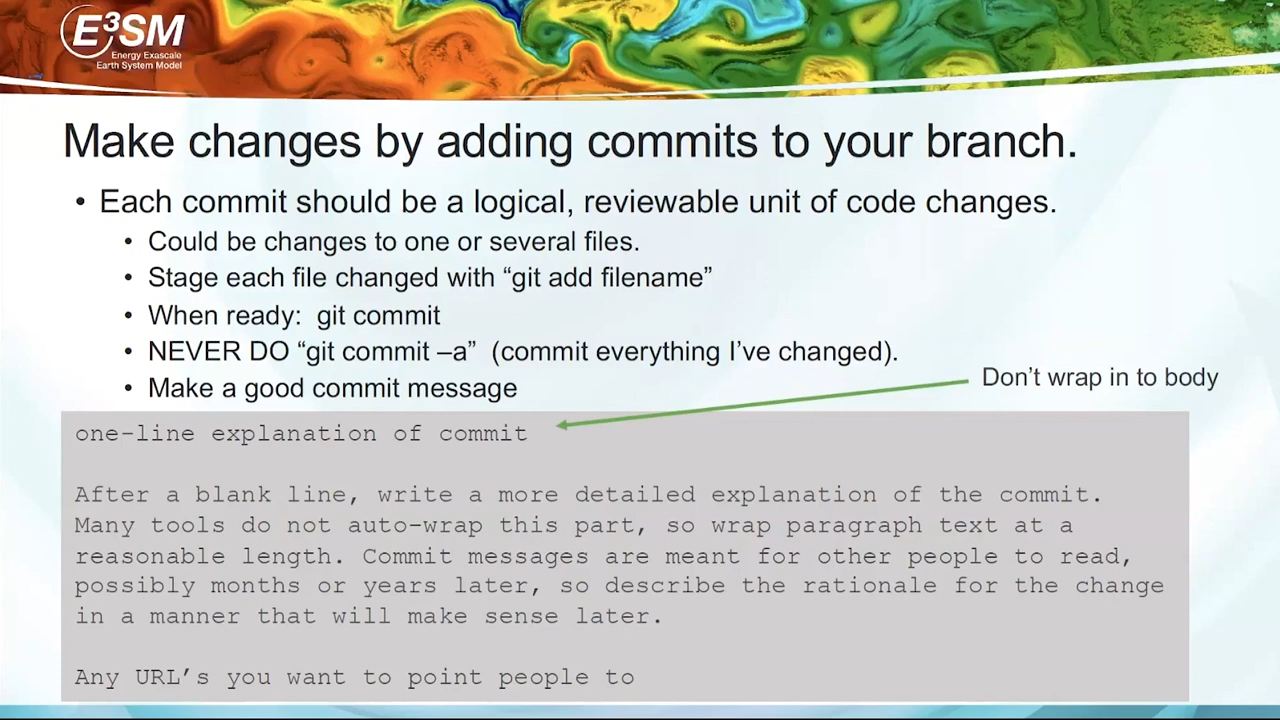 E³SM
Energy Exascale
Earth System Model
Make changes by adding commits to your branch.
• Each commit should be a logical, reviewable unit of code changes.
• Could be changes to one or several files.
• Stage each file changed with “git add filename”
• When ready:  git commit
• NEVER DO “git commit –a”  (commit everything I’ve changed).
• Make a good commit message
Don’t wrap in to body
one-line explanation of commit
After a blank line, write a more detailed explanation of the commit.
Many tools do not auto-wrap this part, so wrap paragraph text at a
reasonable length. Commit messages are meant for other people to read,
possibly months or years later, so describe the rationale for the change
in a manner that will make sense later.
Any URL’s you want to point people to